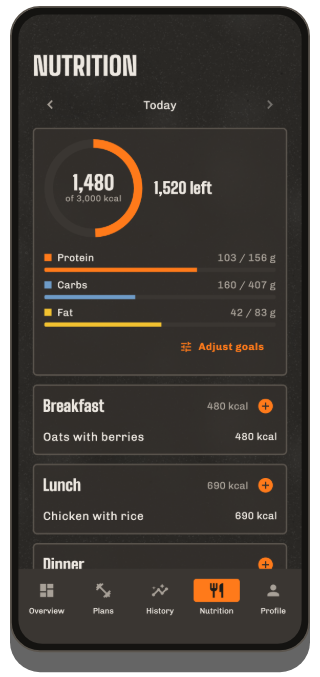 NUTRITION
Today
1,480
of 3,000 kcal
1,520 left
Protein 103 / 156 g
Carbs 160 / 407 g
Fat 42 / 83 g
Adjust goals
Breakfast 480 kcal
Oats with berries 480 kcal
Lunch 690 kcal
Chicken with rice 690 kcal
Dinner
Overview Plans History Nutrition Profile